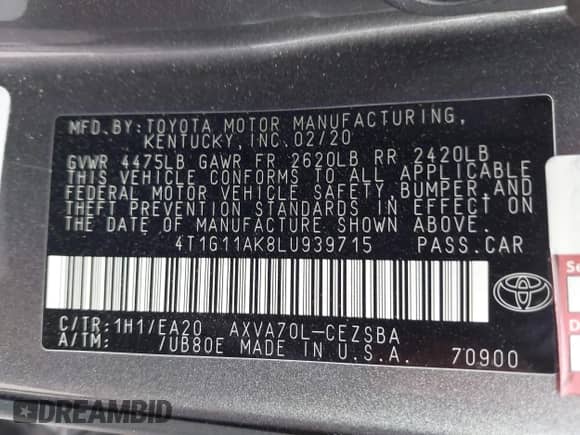 MFD.BY:TOYOTA MOTOR MANUFACTURING,
KENTUCKY,INC.02/20
GVWR 4475LB GAWR FR 2620LB RR 2420LB
THIS VEHICLE CONFORMS TO ALL APPLICABLE
FEDERAL MOTOR VEHICLE SAFETY, BUMPER,AND
THEFT PREVENTION STANDARDS IN EFFECT ON
THE DATE OF MANUFACTURE SHOWN ABOVE.
4T1G11AK8LU939715 PASS.CAR
C/TR:1H1/EA20 AXVA70L-CEZSBA
A/TM: /UB80E MADE IN U.S.A. 70900
DREAMBID